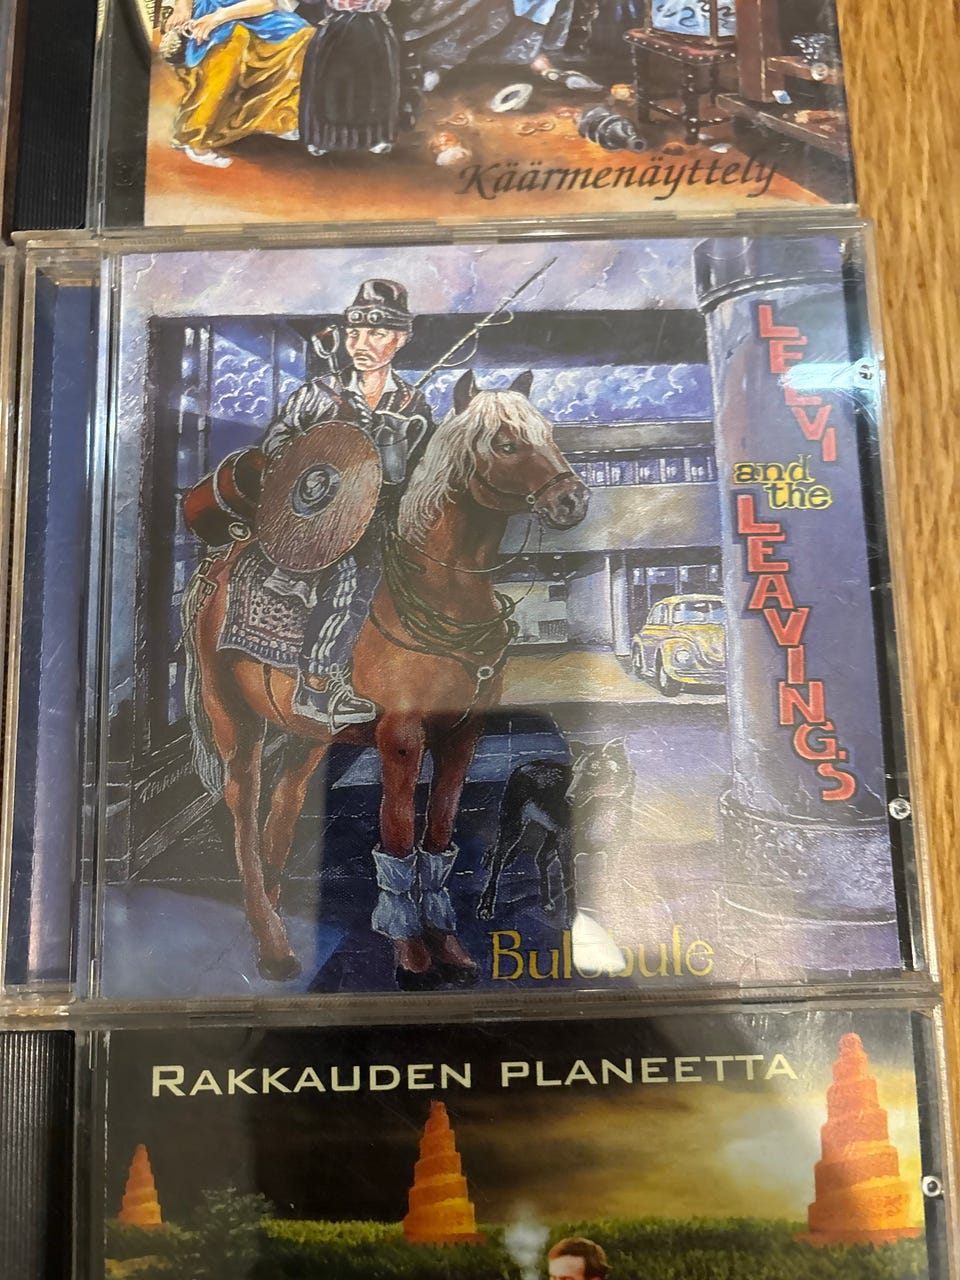 Käärmenäyttely
LEEVI
and the
LEAVINGS
Bulebule
RAKKAUDEN PLANEETTA